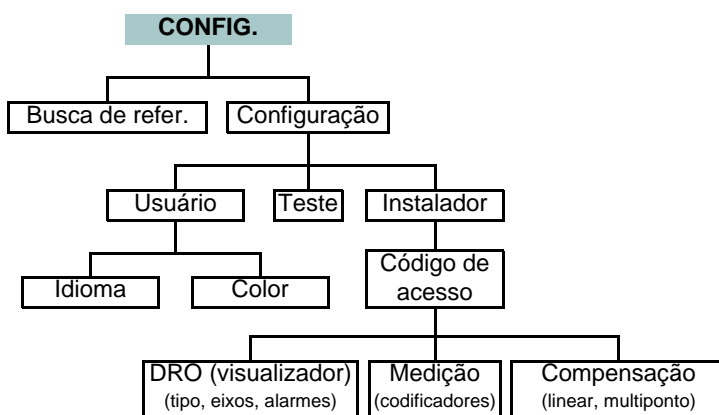 CONFIG.
Busca de refer.
Configuração
Usuário
Teste
Instalador
Idioma
Color
Código de
acesso
DRO (visualizador)
(tipo, eixos, alarmes)
Medição
(codificadores)
Compensação
(linear, multiponto)